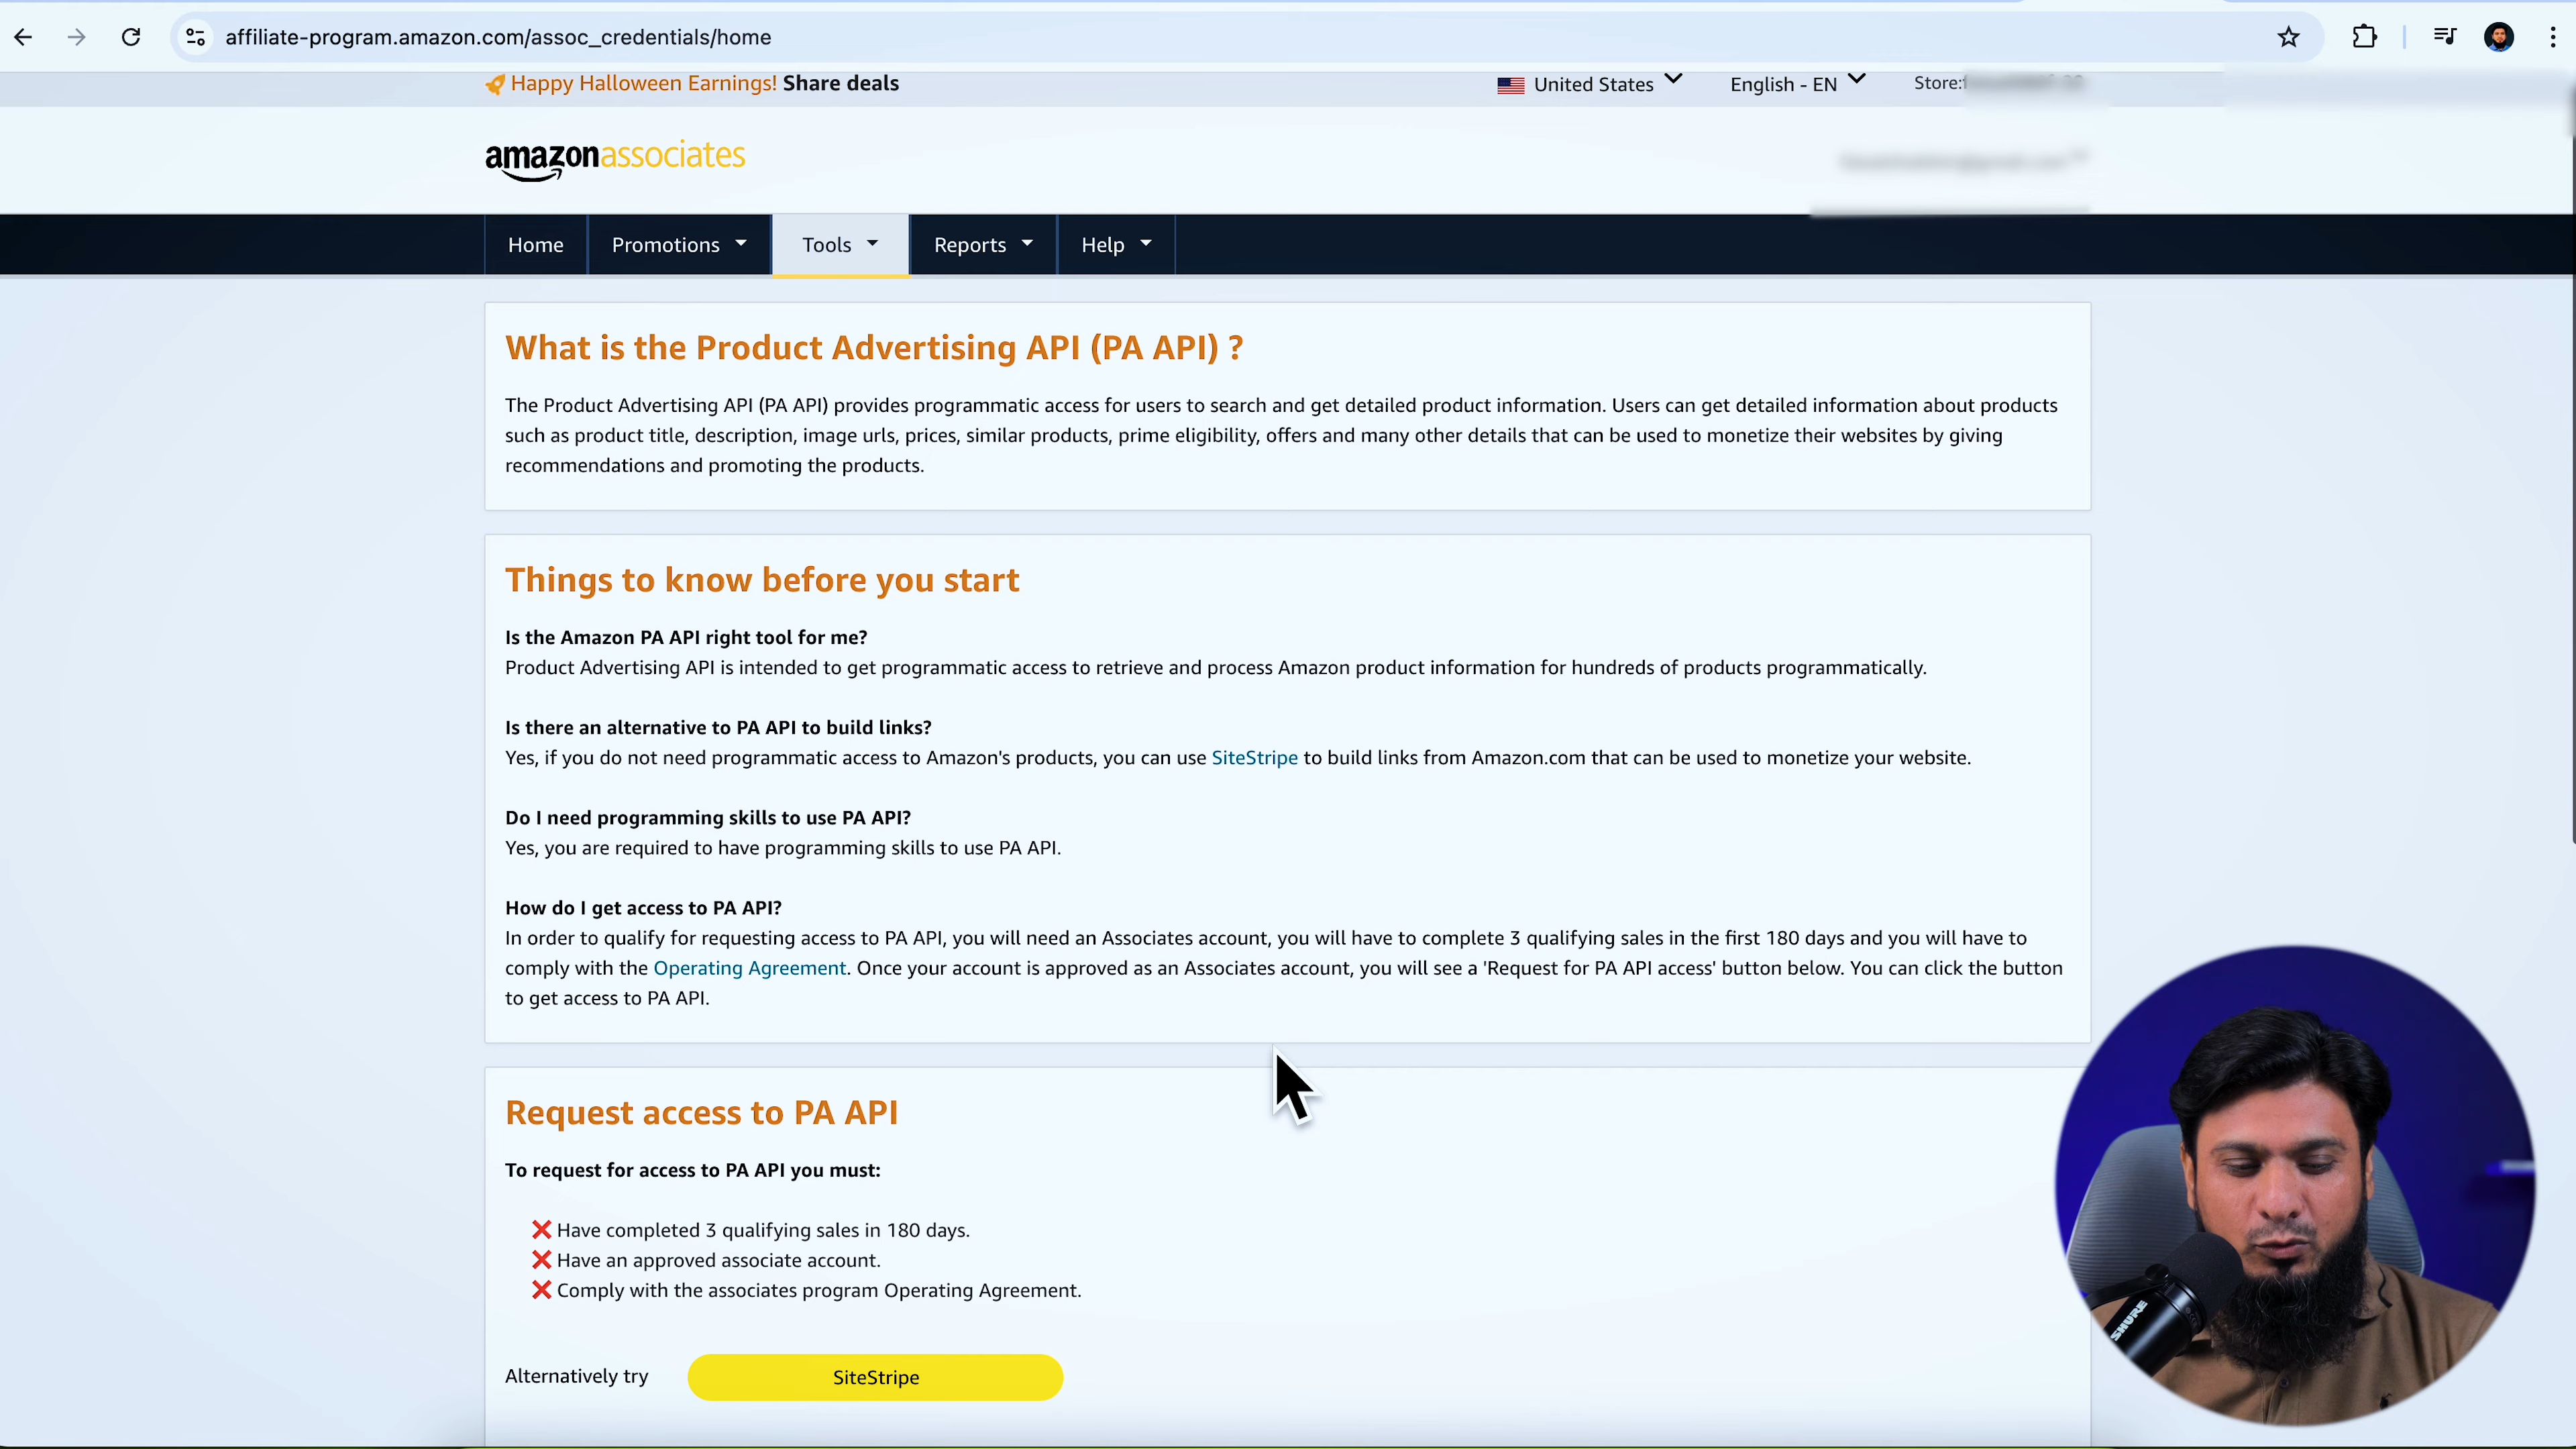 affiliate-program.amazon.com/assoc_credentials/home
Happy Halloween Earnings! Share deals
United States
English - EN
Store:
amazonassociates
Home
Promotions
Tools
Reports
Help
What is the Product Advertising API (PA API) ?
The Product Advertising API (PA API) provides programmatic access for users to search and get detailed product information. Users can get detailed information about products
such as product title, description, image urls, prices, similar products, prime eligibility, offers and many other details that can be used to monetize their websites by giving
recommendations and promoting the products.
Things to know before you start
Is the Amazon PA API right tool for me?
Product Advertising API is intended to get programmatic access to retrieve and process Amazon product information for hundreds of products programmatically.
Is there an alternative to PA API to build links?
Yes, if you do not need programmatic access to Amazon's products, you can use SiteStripe to build links from Amazon.com that can be used to monetize your website.
Do I need programming skills to use PA API?
Yes, you are required to have programming skills to use PA API.
How do I get access to PA API?
In order to qualify for requesting access to PA API, you will need an Associates account, you will have to complete 3 qualifying sales in the first 180 days and you will have to
comply with the Operating Agreement. Once your account is approved as an Associates account, you will see a 'Request for PA API access' button below. You can click the button
to get access to PA API.
Request access to PA API
To request for access to PA API you must:
❌ Have completed 3 qualifying sales in 180 days.
❌ Have an approved associate account.
❌ Comply with the associates program Operating Agreement.
Alternatively try
SiteStripe
SHURE